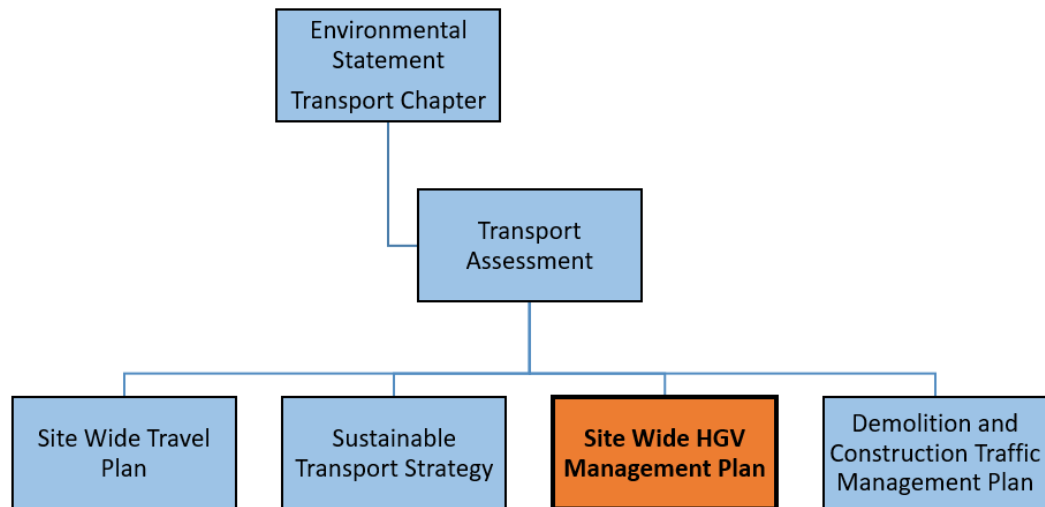 Environmental
Statement
Transport Chapter
Transport
Assessment
Site Wide Travel
Plan
Sustainable
Transport Strategy
Site Wide HGV
Management Plan
Demolition and
Construction Traffic
Management Plan